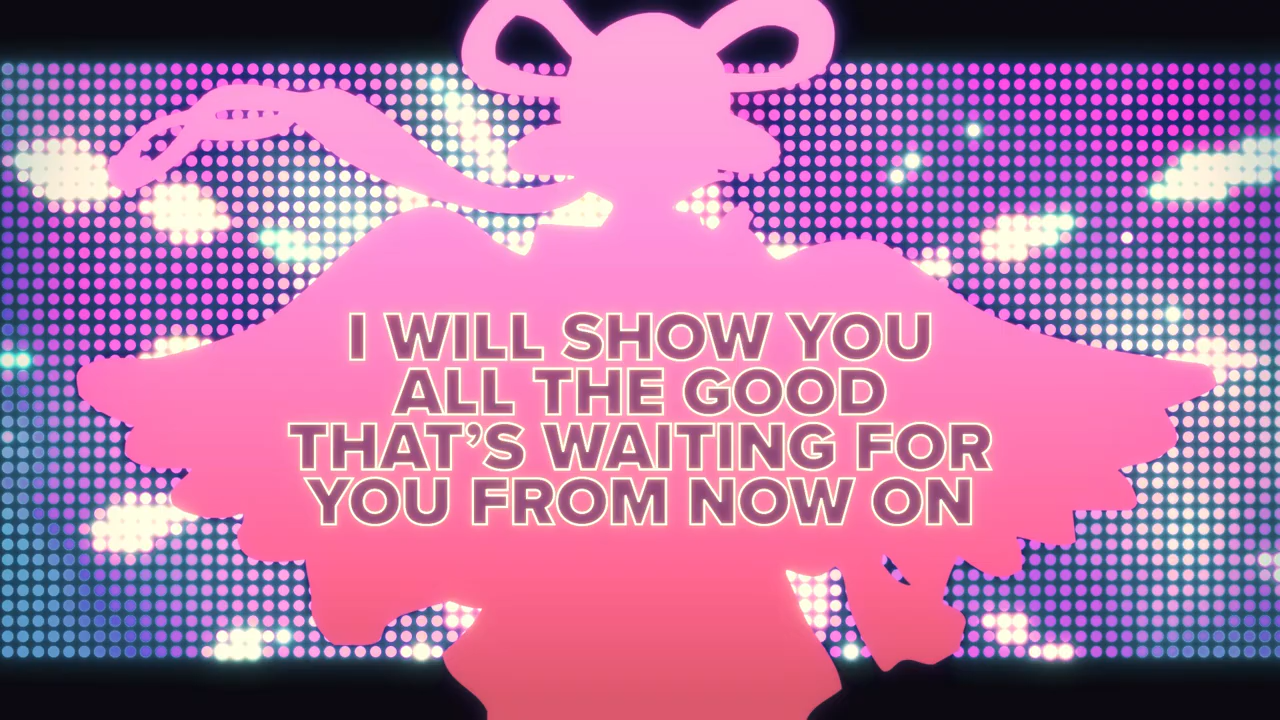 I WILL SHOW YOU
ALL THE GOOD
THAT’S WAITING FOR
YOU FROM NOW ON